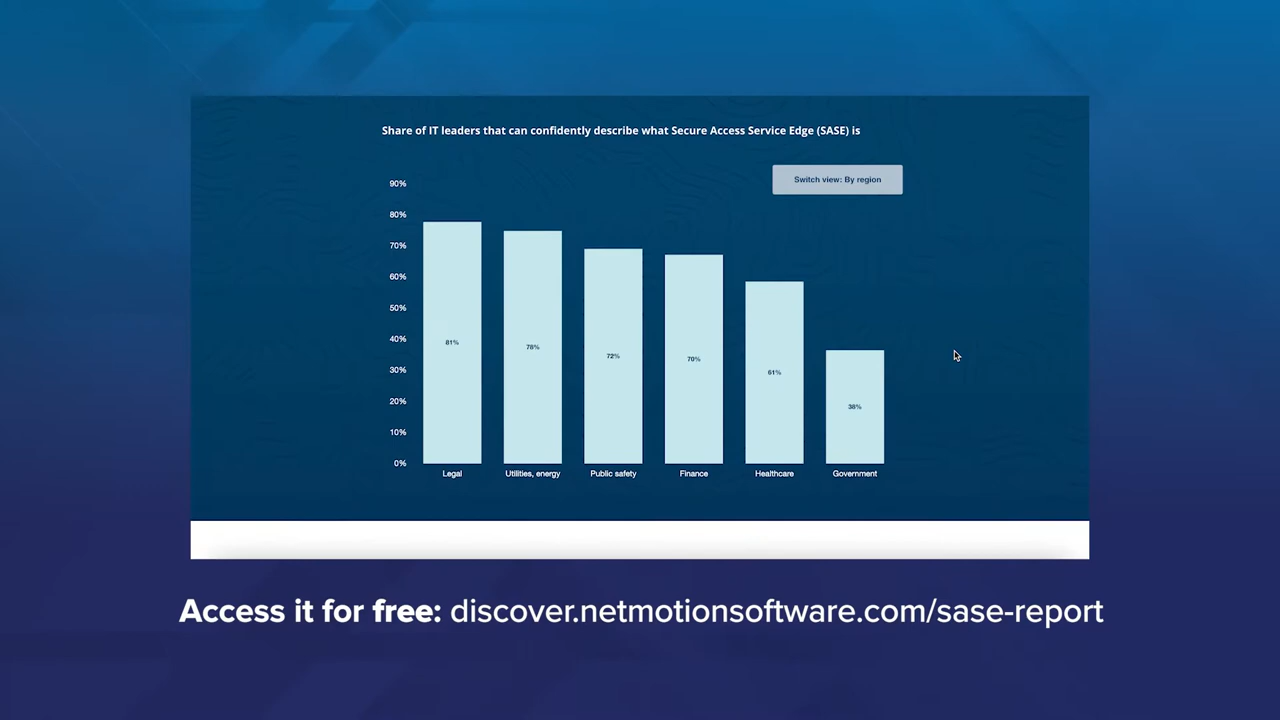 Share of IT leaders that can confidently describe what Secure Access Service Edge (SASE) is
Switch view: By region
90%
80%
70%
60%
50%
40%
30%
20%
10%
0%
81%
78%
72%
70%
61%
38%
Legal
Utilities, energy
Public safety
Finance
Healthcare
Government
Access it for free: discover.netmotionsoftware.com/sase-report